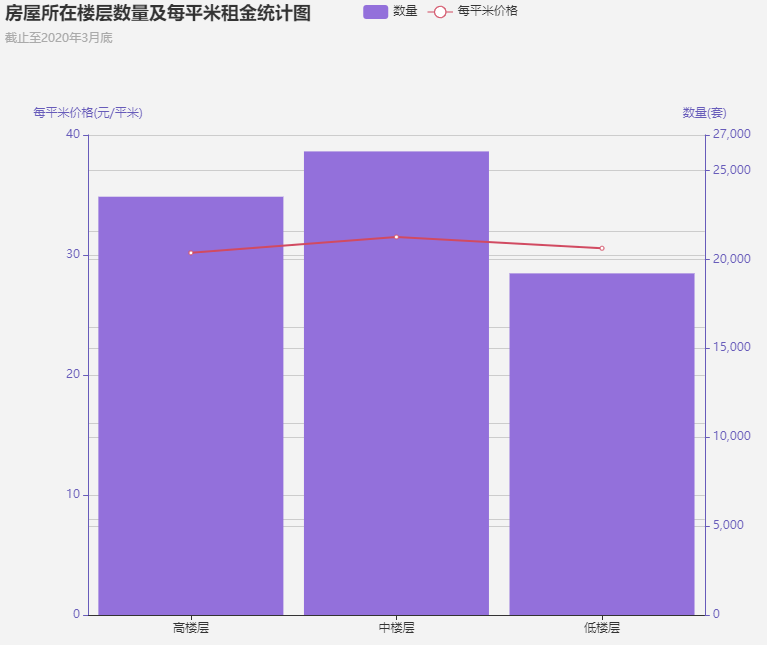 房屋所在楼层数量及每平米租金统计图
数量
每平米价格
截止至2020年3月底
每平米价格(元/平米)
数量(套)
40
27,000
25,000
30
20,000
20
15,000
10,000
10
5,000
0
0
高楼层
中楼层
低楼层